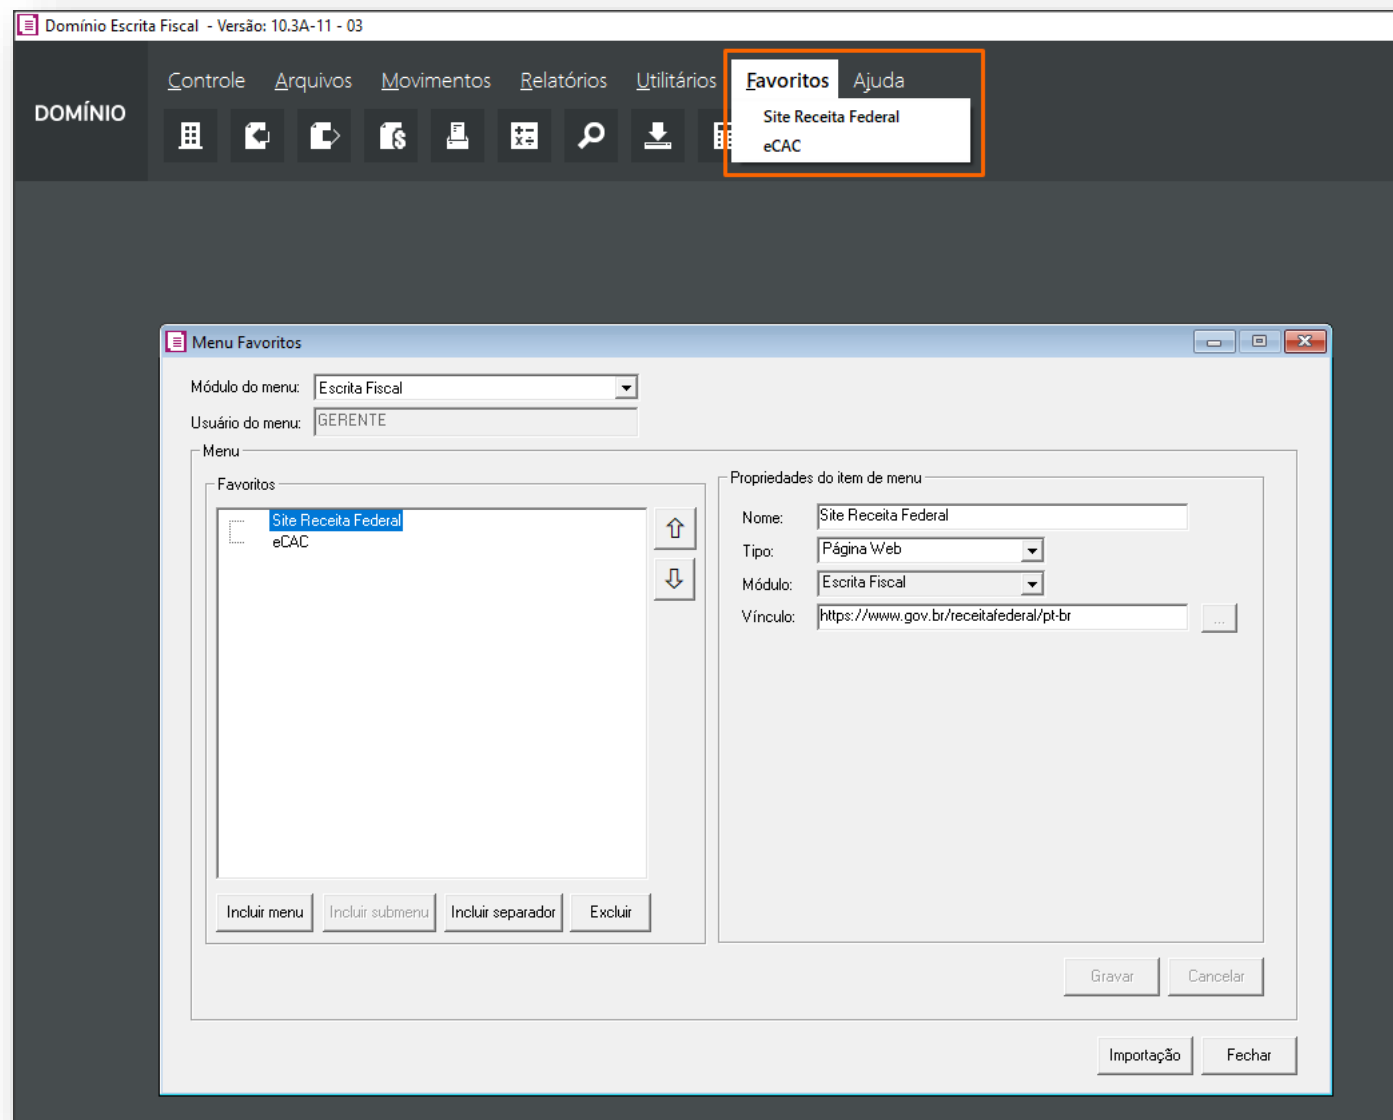 Domínio Escrita Fiscal - Versão: 10.3A-11 - 03
Controle Arquivos Movimentos Relatórios Utilitários Favoritos Ajuda
DOMÍNIO
Site Receita Federal
eCAC
Menu Favoritos
Módulo do menu: Escrita Fiscal
Usuário do menu: GERENTE
Menu
Favoritos
Site Receita Federal
eCAC
Incluir menu Incluir submenu Incluir separador Excluir
Propriedades do item de menu
Nome: Site Receita Federal
Tipo: Página Web
Módulo: Escrita Fiscal
Vínculo: https://www.gov.br/receitafederal/pt-br ...
Gravar Cancelar
Importação Fechar